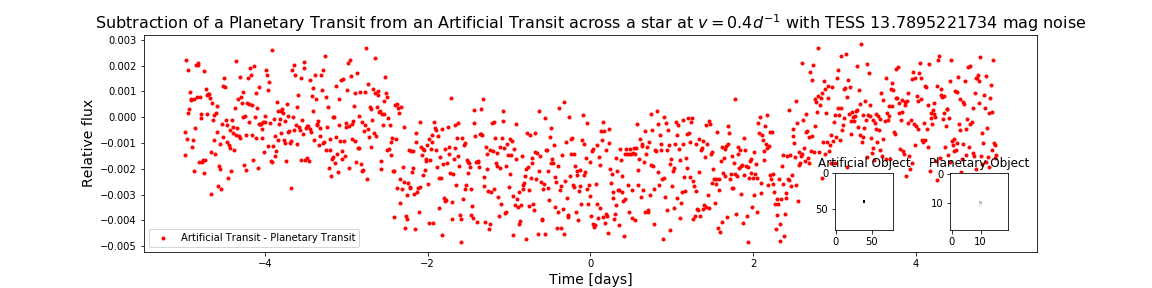 Subtraction of a Planetary Transit from an Artificial Transit across a star at v = 0.4d⁻¹ with TESS 13.7895221734 mag noise
Relative flux
0.003
0.002
0.001
0.000
−0.001
−0.002
−0.003
−0.004
−0.005
Artificial Transit - Planetary Transit
Artificial Object
0
50
0 50
Planetary Object
0
10
0 10
−4 −2 0 2 4
Time [days]